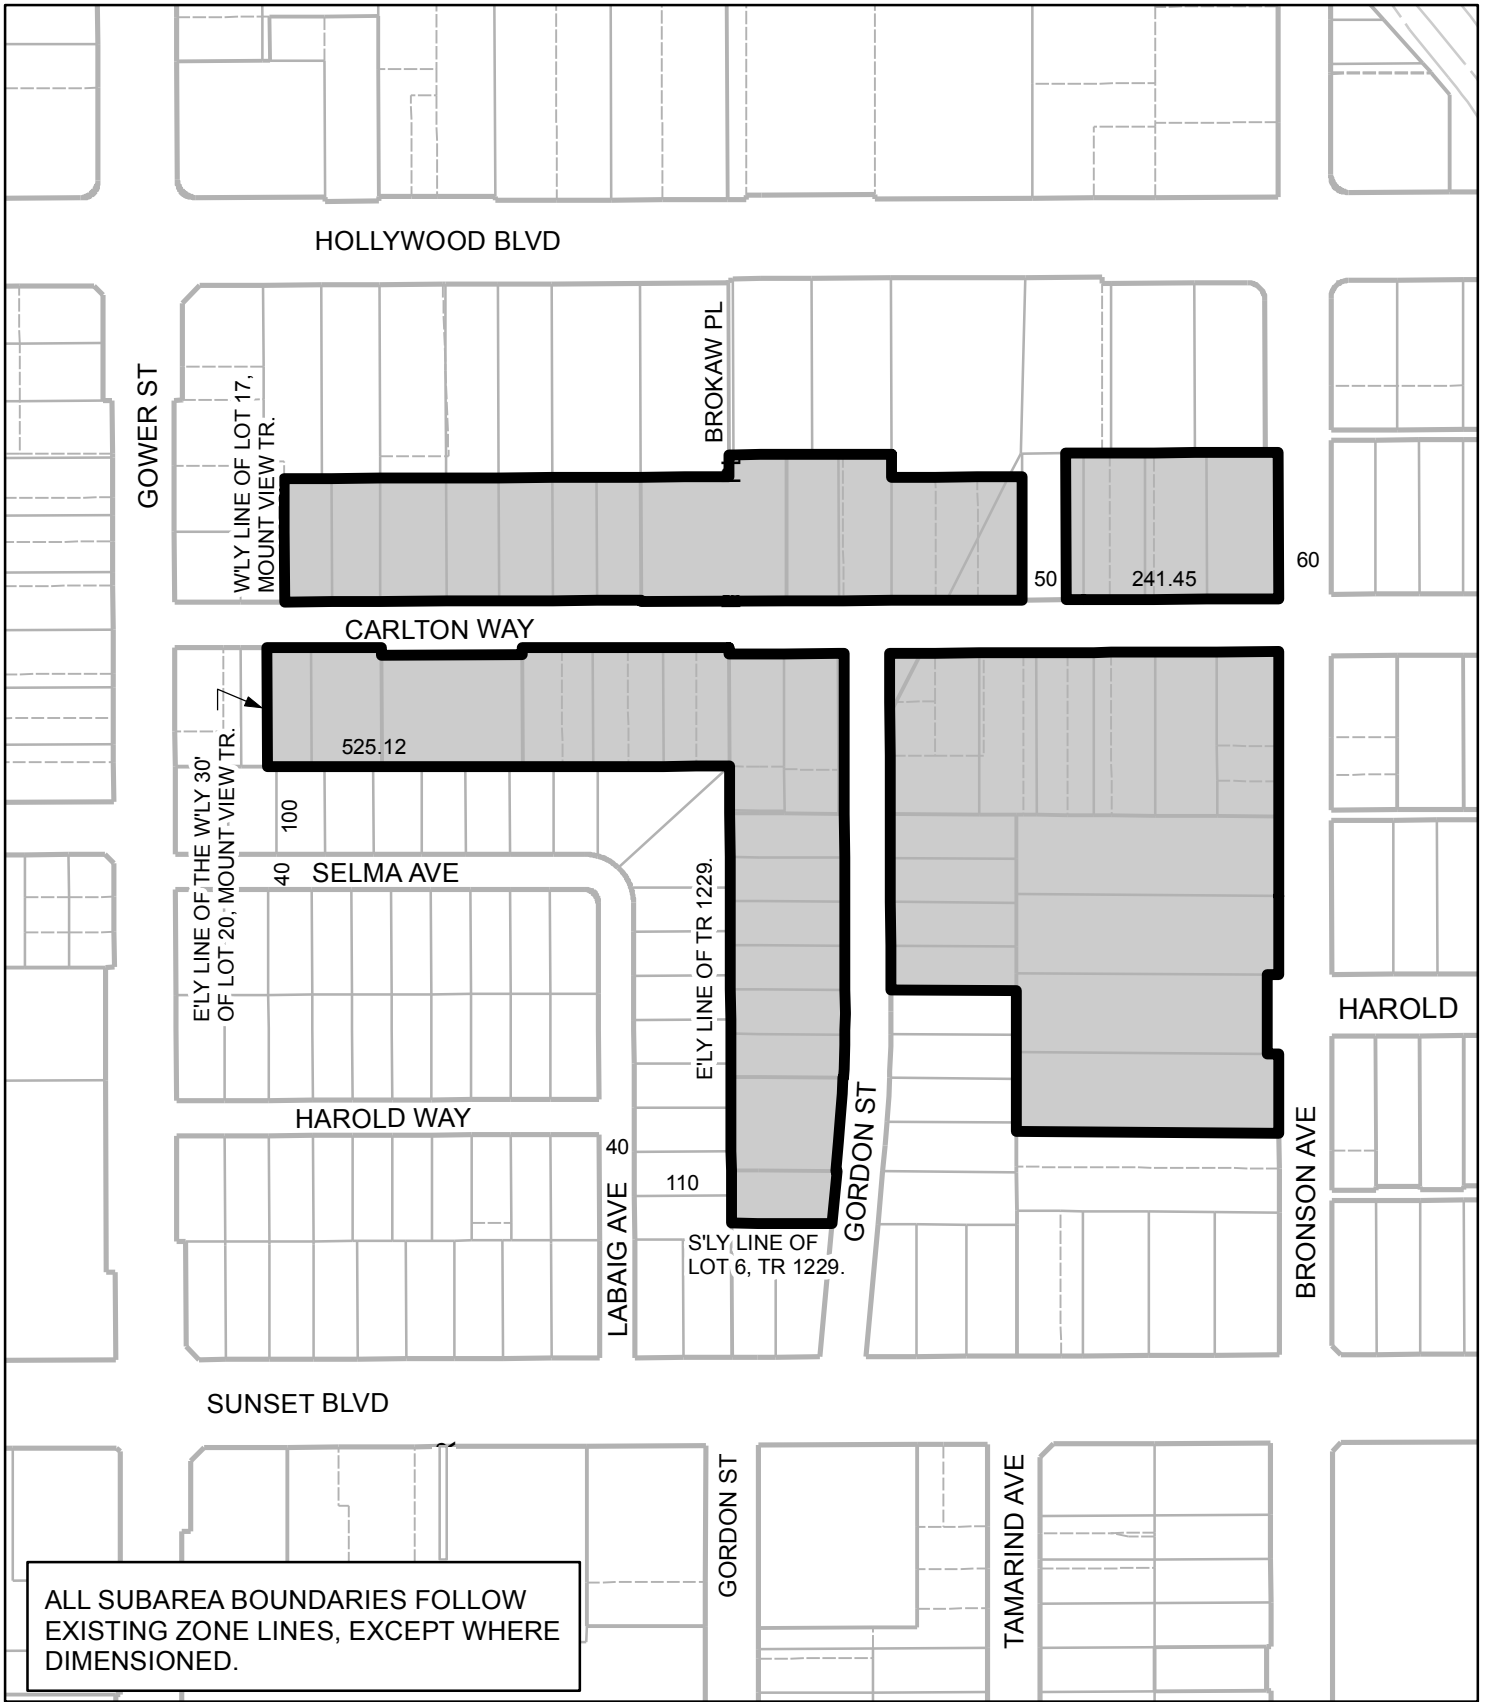 HOLLYWOOD BLVD
BROKAW PL
GOWER ST
W'LY LINE OF LOT 17,
MOUNT VIEW TR.
50
241.45
60
CARLTON WAY
525.12
E'LY LINE OF THE W'LY 30'
OF LOT 20, MOUNT VIEW TR.
100
40
SELMA AVE
E'LY LINE OF TR 1229.
HAROLD
HAROLD WAY
40
110
LABAIG AVE
GORDON ST
S'LY LINE OF
LOT 6, TR 1229.
BRONSON AVE
SUNSET BLVD
GORDON ST
TAMARIND AVE
ALL SUBAREA BOUNDARIES FOLLOW
EXISTING ZONE LINES, EXCEPT WHERE
DIMENSIONED.